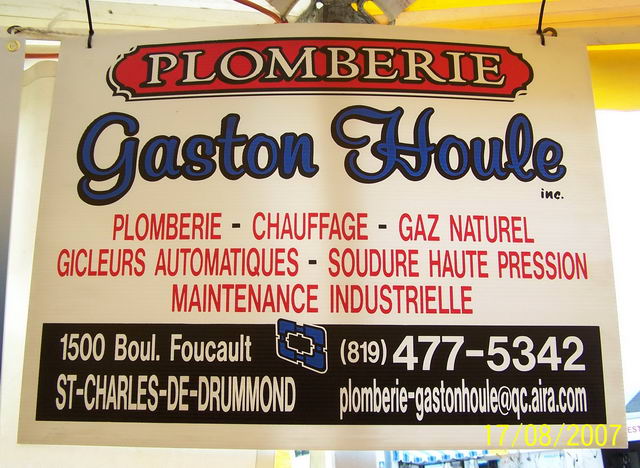 PLOMBERIE
Gaston Houle
inc.
PLOMBERIE - CHAUFFAGE - GAZ NATUREL
GICLEURS AUTOMATIQUES - SOUDURE HAUTE PRESSION
MAINTENANCE INDUSTRIELLE
1500 Boul. Foucault
ST-CHARLES-DE-DRUMMOND
(819) 477-5342
plomberie-gastonhoule@qc.aira.com
17/08/2007